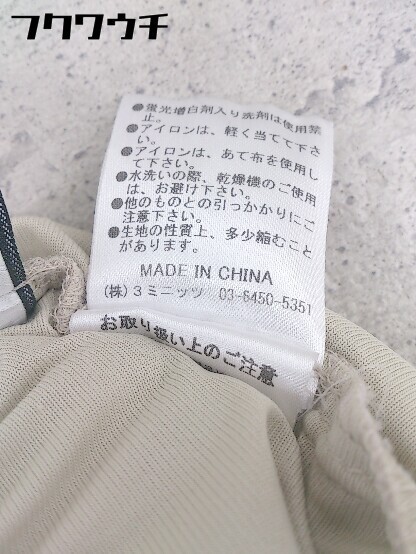 フクワウチ
●蛍光増白剤入り洗剤は使用禁
止。
●アイロンは、軽く当てて下さ
い。
●アイロンは、あて布を使用し
て下さい。
●水洗いの際、乾燥機のご使用
は、お避け下さい。
●他のものとの引っかかりにご
注意下さい。
●生地の性質上、多少縮むこと
があります。
MADE IN CHINA
(株)3ミニッツ 03-6450-5351
お取り扱い上のご注意